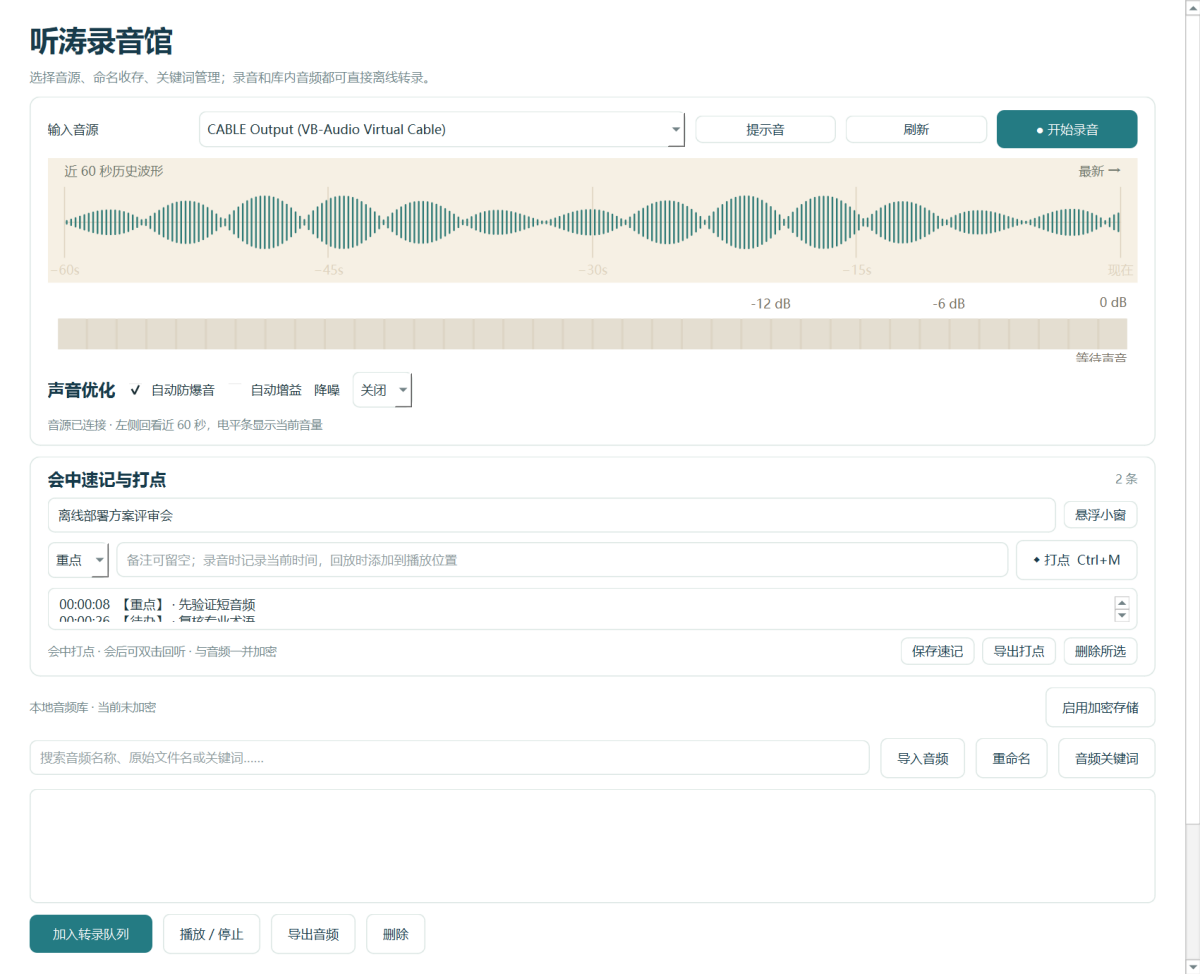 听涛录音馆
选择音源、命名收存、关键词管理；录音和库内音频都可直接离线转录。
输入音源 CABLE Output (VB-Audio Virtual Cable) 提示音 刷新 ● 开始录音
近 60 秒历史波形 最新 →
−60s −45s −30s −15s 现在
-12 dB -6 dB 0 dB
等待声音
声音优化 ✓ 自动防爆音 自动增益 降噪 关闭
音源已连接 · 左侧回看近 60 秒，电平条显示当前音量
会中速记与打点 2 条
离线部署方案评审会 悬浮小窗
重点 备注可留空；录音时记录当前时间，回放时添加到播放位置 ◆ 打点 Ctrl+M
00:00:08 【重点】 · 先验证短音频
00:00:26 【待办】 · 复核专业术语
会中打点 · 会后可双击回听 · 与音频一并加密 保存速记 导出打点 删除所选
本地音频库 · 当前未加密 启用加密存储
搜索音频名称、原始文件名或关键词…… 导入音频 重命名 音频关键词
加入转录队列 播放 / 停止 导出音频 删除